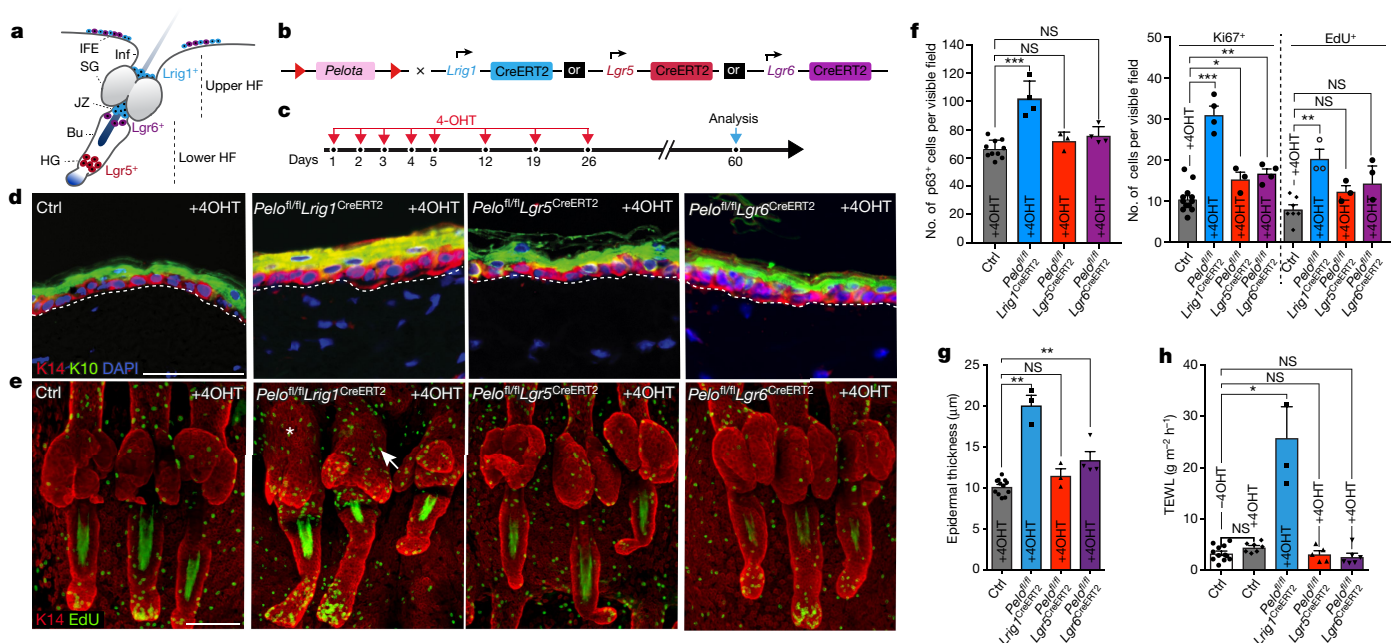 a
IFE
Inf
SG
Lrig1+
JZ
Upper HF
Lgr6+
Bu
Lower HF
HG
Lgr5+
b
Pelota × Lrig1 CreERT2 or Lgr5 CreERT2 or Lgr6 CreERT2
c
4-OHT
Analysis
Days 1 2 3 4 5 12 19 26 60
d
Ctrl +4OHT
Pelofl/flLrig1CreERT2 +4OHT
Pelofl/flLgr5CreERT2 +4OHT
Pelofl/flLgr6CreERT2 +4OHT
K14 K10 DAPI
e
Ctrl +4OHT
Pelofl/flLrig1CreERT2 +4OHT
*
Pelofl/flLgr5CreERT2 +4OHT
Pelofl/flLgr6CreERT2 +4OHT
K14 EdU
f
No. of p63+ cells per visible field
140
120
100
80
60
40
20
0
NS
NS
***
+4OHT
+4OHT
+4OHT
+4OHT
Ctrl
Pelofl/fl Lrig1CreERT2
Pelofl/fl Lgr5CreERT2
Pelofl/fl Lgr6CreERT2
No. of cells per visible field
50
40
30
20
10
0
Ki67+
EdU+
**
*
***
NS
NS
**
+4OHT
+4OHT
+4OHT
+4OHT
+4OHT
+4OHT
+4OHT
+4OHT
Ctrl
Pelofl/fl Lrig1CreERT2
Pelofl/fl Lgr5CreERT2
Pelofl/fl Lgr6CreERT2
Ctrl
Pelofl/fl Lrig1CreERT2
Pelofl/fl Lgr5CreERT2
Pelofl/fl Lgr6CreERT2
g
Epidermal thickness (µm)
25
20
15
10
5
0
**
NS
**
+4OHT
+4OHT
+4OHT
+4OHT
Ctrl
Pelofl/fl Lrig1CreERT2
Pelofl/fl Lgr5CreERT2
Pelofl/fl Lgr6CreERT2
h
TEWL (g m−2 h−1)
40
30
20
10
0
NS
NS
*
NS
−4OHT
+4OHT
+4OHT
+4OHT
+4OHT
Ctrl
Ctrl
Pelofl/fl Lrig1CreERT2
Pelofl/fl Lgr5CreERT2
Pelofl/fl Lgr6CreERT2